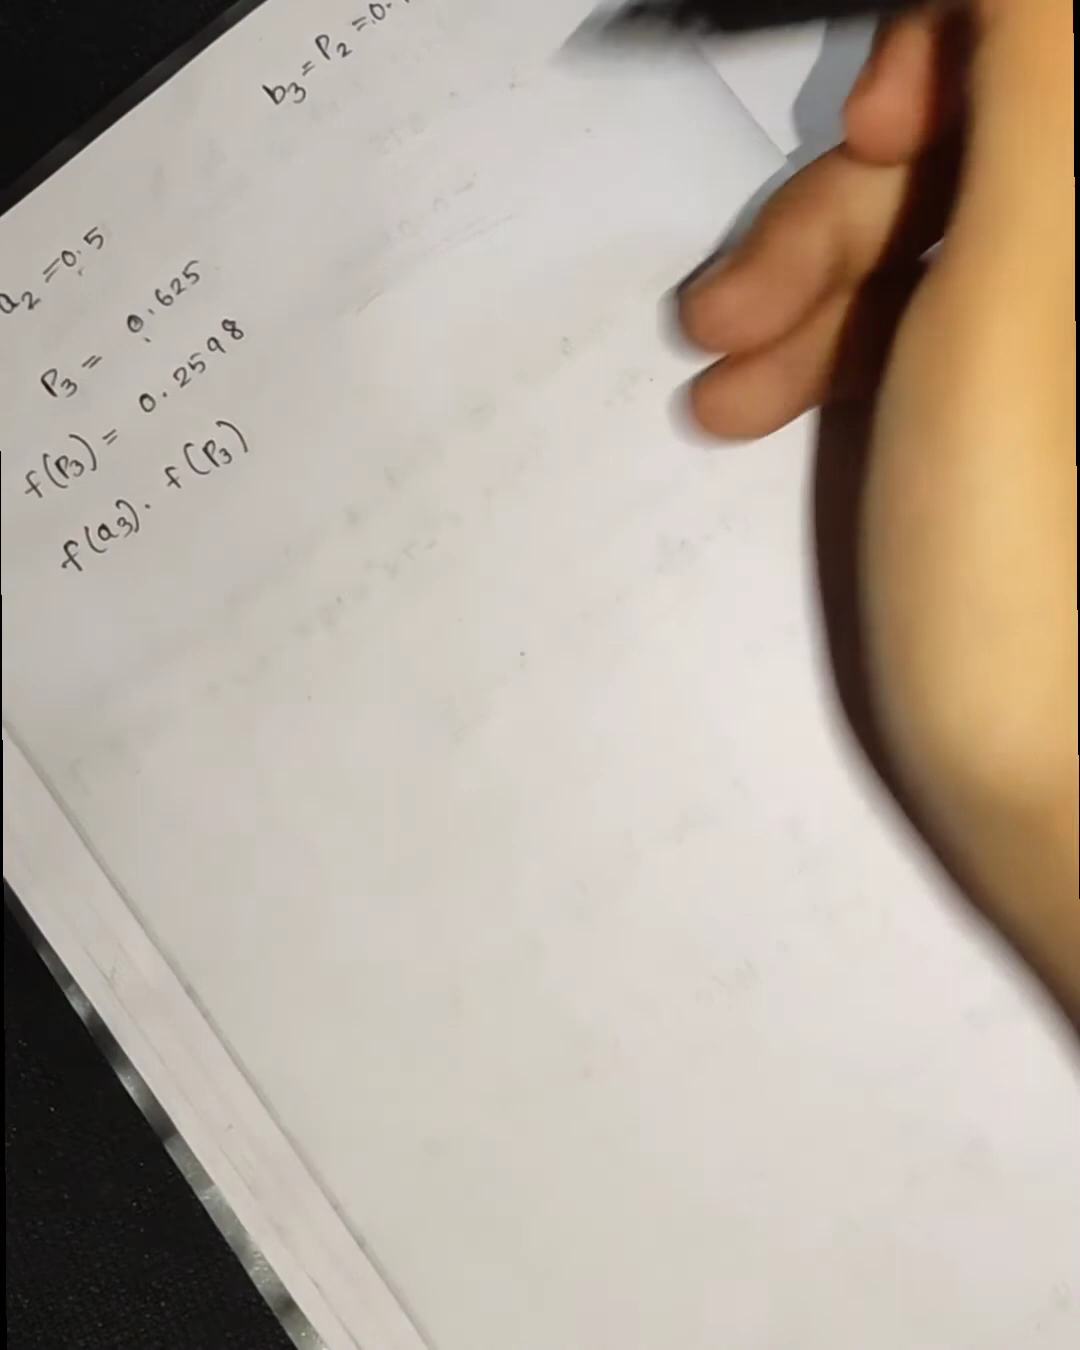 b3 = P2 = 0.
a2 = 0.5
P3 = 0.625
f(P3) = 0.2598
f(a3). f(P3)